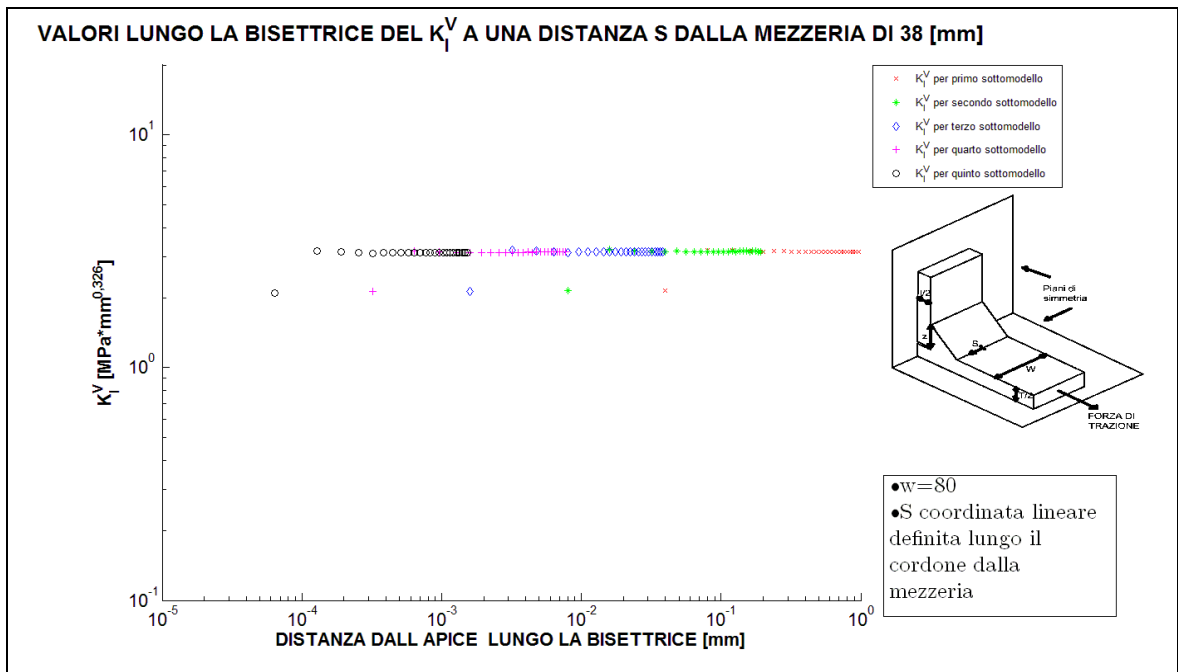 VALORI LUNGO LA BISETTRICE DEL K_I^V A UNA DISTANZA S DALLA MEZZERIA DI 38 [mm]
K_I^V per primo sottomodello
K_I^V per secondo sottomodello
K_I^V per terzo sottomodello
K_I^V per quarto sottomodello
K_I^V per quinto sottomodello
10^1
10^0
10^-1
K_I^V [MPa*mm^0,326]
10^-5 10^-4 10^-3 10^-2 10^-1 10^0
DISTANZA DALL APICE LUNGO LA BISETTRICE [mm]
Piani di
simmetria
z
S
W
FORZA DI
TRAZIONE
●w=80
●S coordinata lineare
definita lungo il
cordone dalla
mezzeria